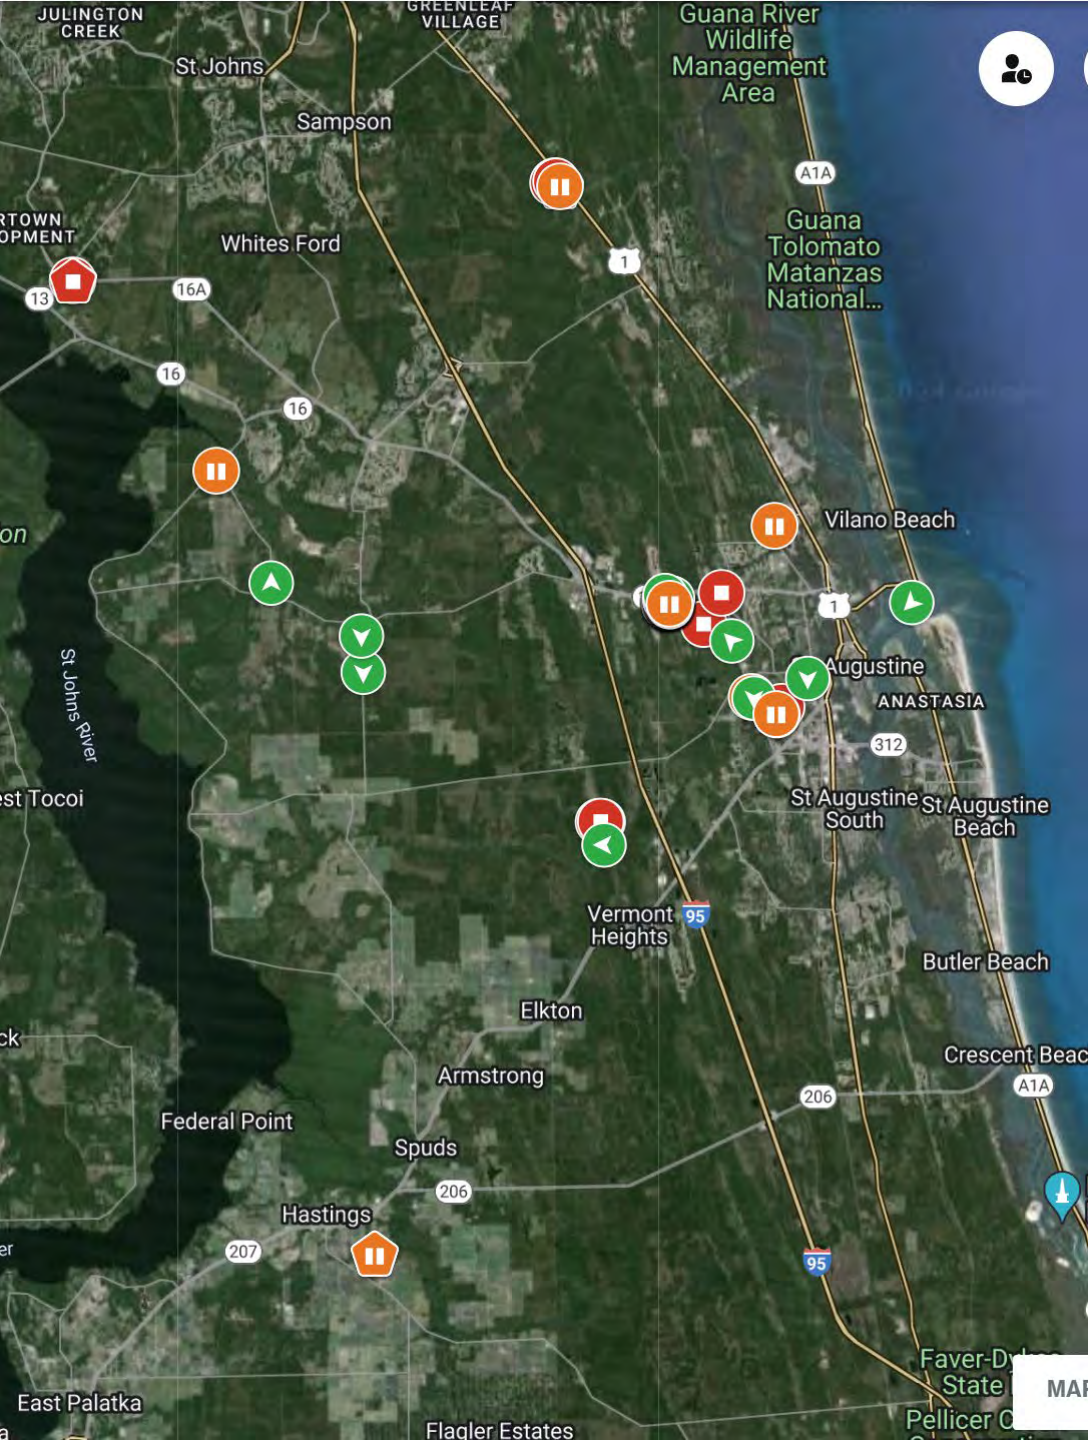 JULINGTON
CREEK
GREENLEAF
VILLAGE
Guana River
Wildlife
Management
Area
St Johns
Sampson
A1A
RTOWN
OPMENT
Whites Ford
Guana
Tolomato
Matanzas
National...
1
16A
13
16
16
on
Vilano Beach
1
St Johns River
Augustine
ANASTASIA
312
est Tocoi
St Augustine
South
St Augustine
Beach
Vermont
Heights
95
Butler Beach
Elkton
ck
Crescent Beac
Armstrong
A1A
206
Federal Point
Spuds
206
Hastings
er
207
95
Faver-Dykes
State
MAP
East Palatka
Pellicer C
a
Flagler Estates